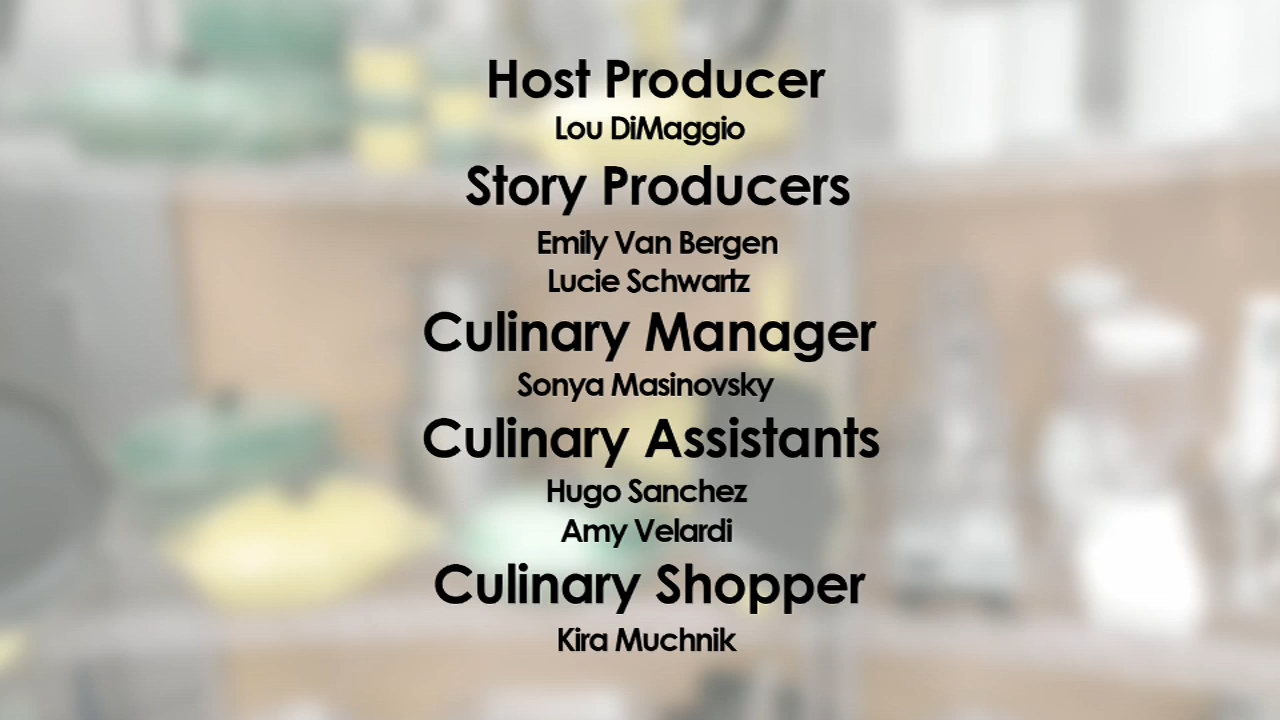 Host Producer
Lou DiMaggio
Story Producers
Emily Van Bergen
Lucie Schwartz
Culinary Manager
Sonya Masinovsky
Culinary Assistants
Hugo Sanchez
Amy Velardi
Culinary Shopper
Kira Muchnik